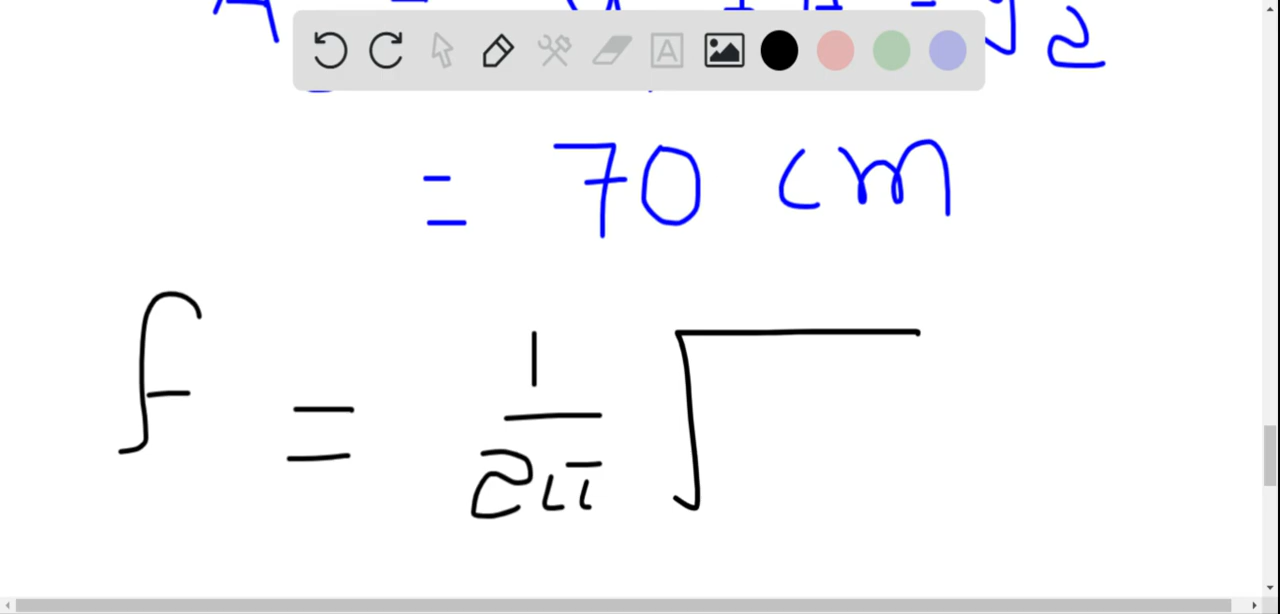 A
= 70 cm
f = 1/2π √